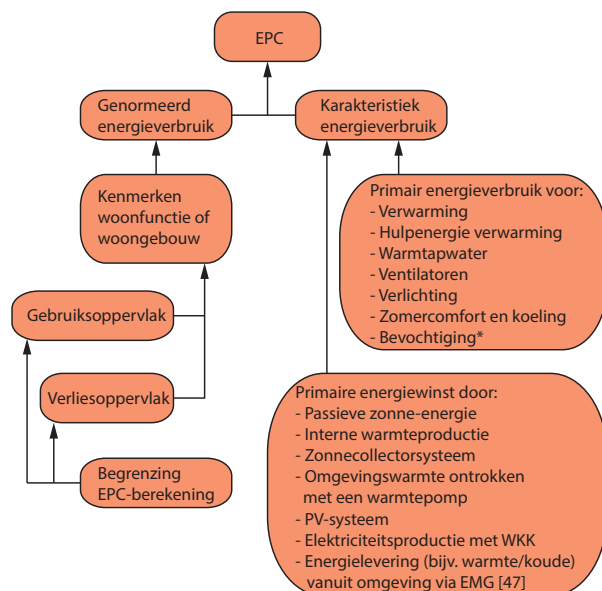 EPC
Genormeerd
energieverbruik
Karakteristiek
energieverbruik
Kenmerken
woonfunctie of
woongebouw
Primair energieverbruik voor:
- Verwarming
- Hulpenergie verwarming
- Warmtapwater
- Ventilatoren
- Verlichting
- Zomercomfort en koeling
- Bevochtiging*
Gebruiksoppervlak
Verliesoppervlak
Begrenzing
EPC-berekening
Primaire energiewinst door:
- Passieve zonne-energie
- Interne warmteproductie
- Zonnecollectorsysteem
- Omgevingswarmte ontrokken
met een warmtepomp
- PV-systeem
- Elektriciteitsproductie met WKK
- Energielevering (bijv. warmte/koude)
vanuit omgeving via EMG [47]